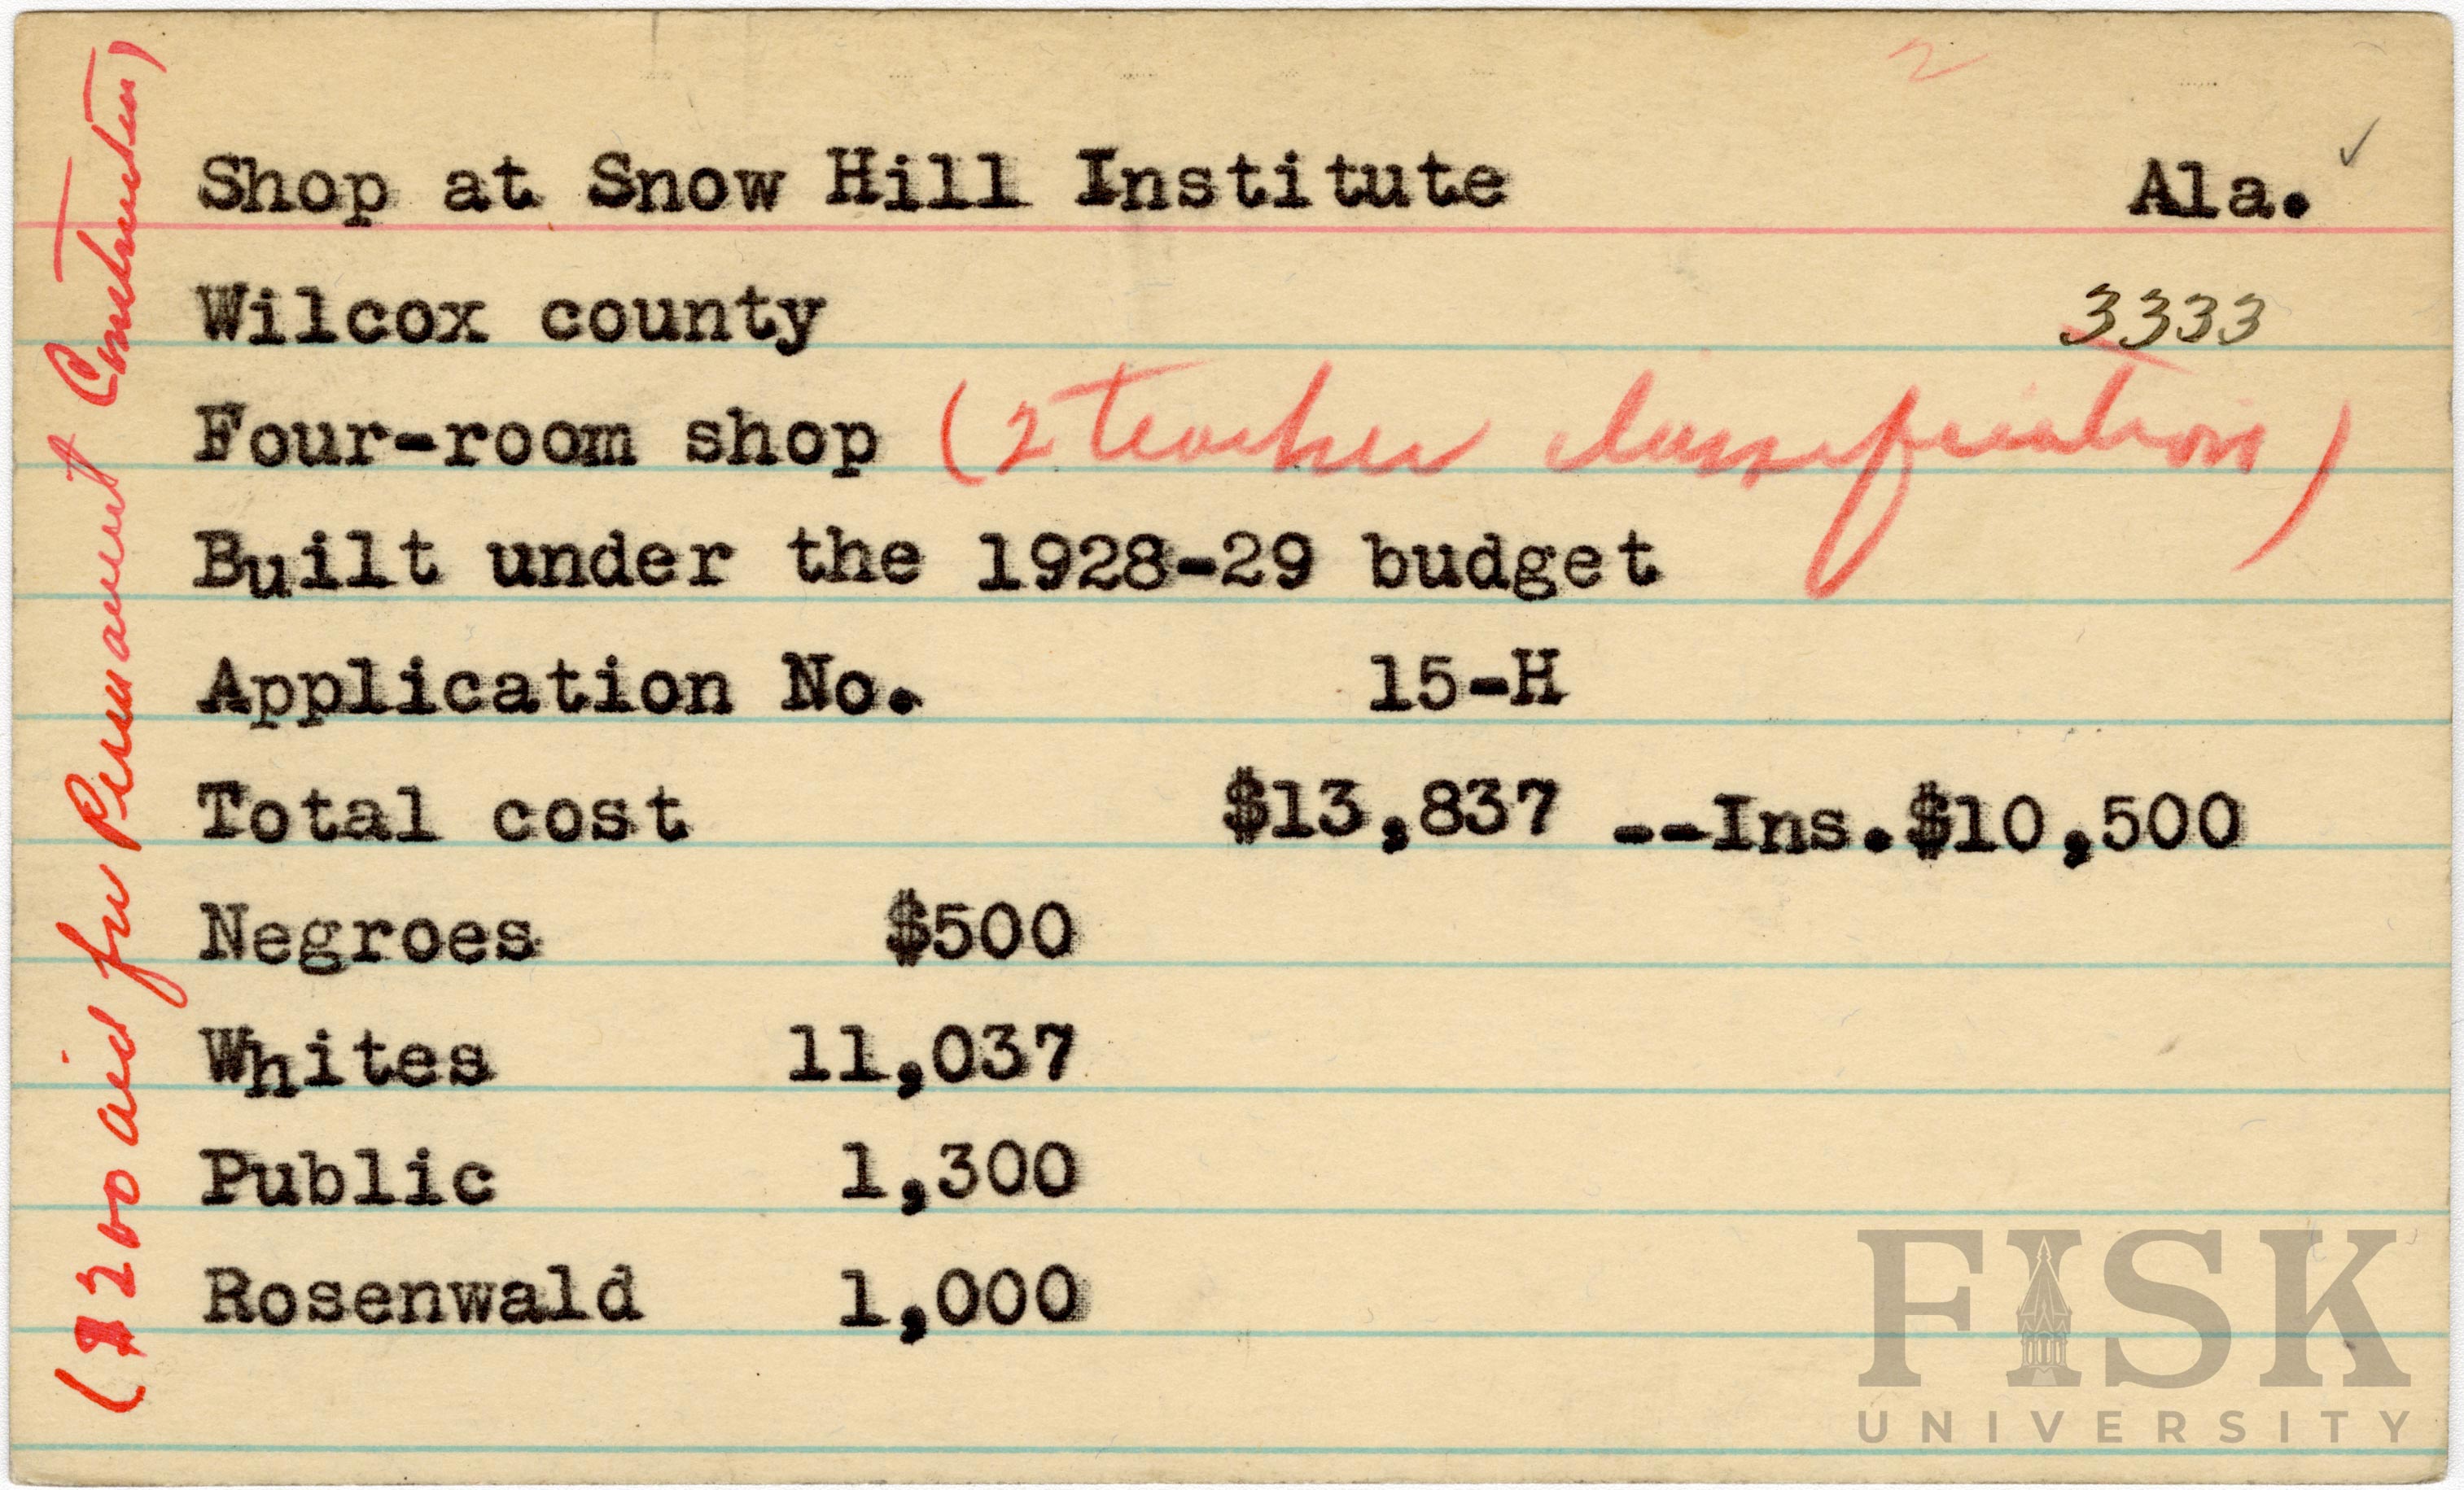 2
Shop at Snow Hill Institute Ala. ✓
Wilcox county 3333
Four-room shop (2 teacher classification)
Built under the 1928-29 budget
Application No. 15-H
Total cost $13,837 --Ins.$10,500
Negroes $500
Whites 11,037
Public 1,300
Rosenwald 1,000
($200 aid for Permanent Construction)
FISK
UNIVERSITY